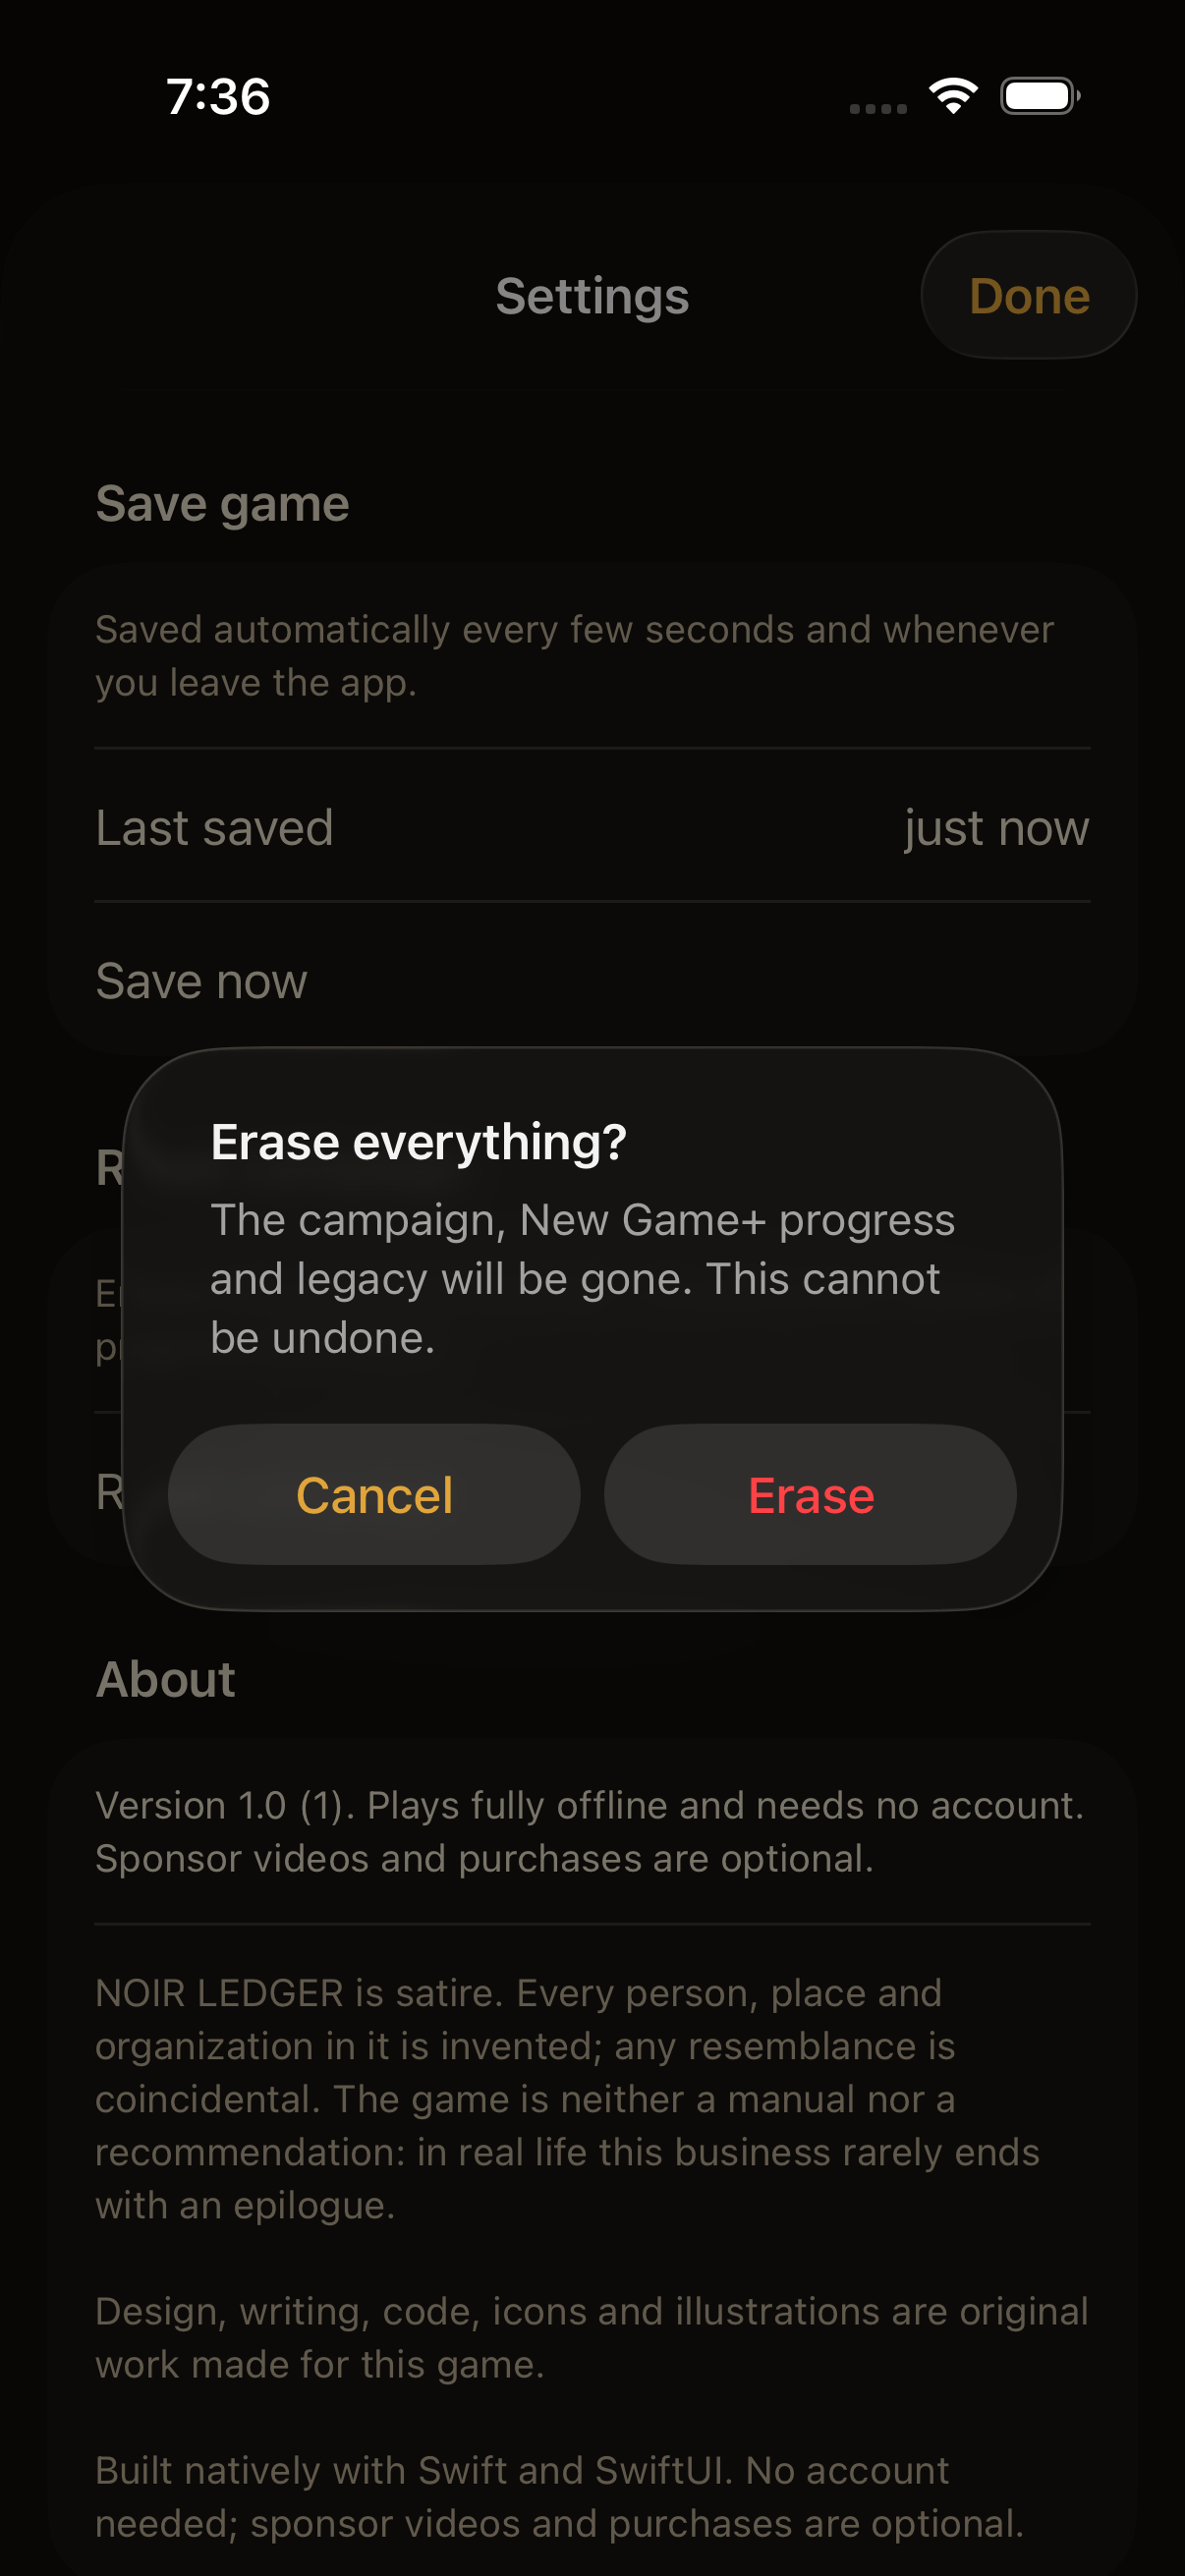 7:36
Settings
Done
Save game
Saved automatically every few seconds and whenever
you leave the app.
Last saved
just now
Save now
Erase everything?
The campaign, New Game+ progress
and legacy will be gone. This cannot
be undone.
Cancel
Erase
About
Version 1.0 (1). Plays fully offline and needs no account.
Sponsor videos and purchases are optional.
NOIR LEDGER is satire. Every person, place and
organization in it is invented; any resemblance is
coincidental. The game is neither a manual nor a
recommendation: in real life this business rarely ends
with an epilogue.
Design, writing, code, icons and illustrations are original
work made for this game.
Built natively with Swift and SwiftUI. No account
needed; sponsor videos and purchases are optional.